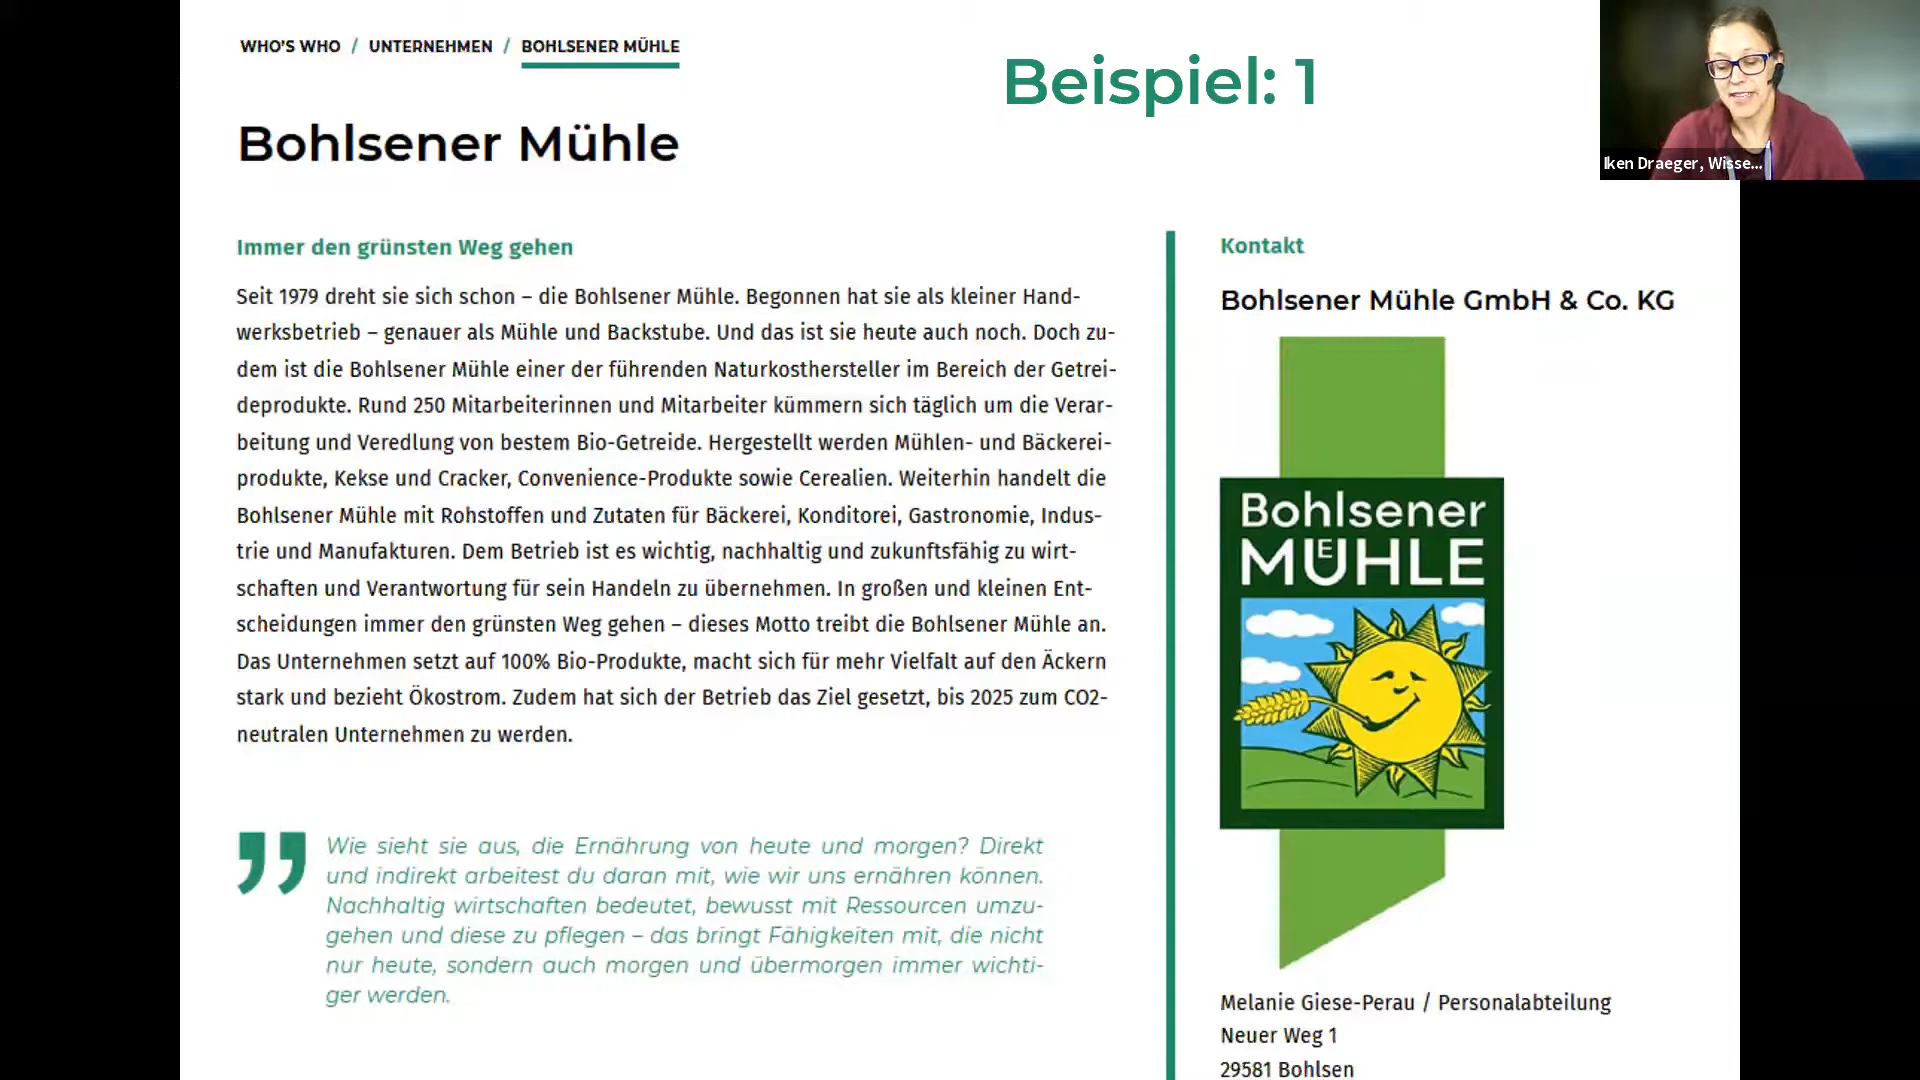 WHO'S WHO / UNTERNEHMEN / BOHLSENER MÜHLE
Beispiel: 1
Iken Draeger, Wisse...
Bohlsener Mühle
Immer den grünsten Weg gehen
Seit 1979 dreht sie sich schon – die Bohlsener Mühle. Begonnen hat sie als kleiner Hand-
werksbetrieb – genauer als Mühle und Backstube. Und das ist sie heute auch noch. Doch zu-
dem ist die Bohlsener Mühle einer der führenden Naturkosthersteller im Bereich der Getrei-
deprodukte. Rund 250 Mitarbeiterinnen und Mitarbeiter kümmern sich täglich um die Verar-
beitung und Veredlung von bestem Bio-Getreide. Hergestellt werden Mühlen- und Bäckerei-
produkte, Kekse und Cracker, Convenience-Produkte sowie Cerealien. Weiterhin handelt die
Bohlsener Mühle mit Rohstoffen und Zutaten für Bäckerei, Konditorei, Gastronomie, Indus-
trie und Manufakturen. Dem Betrieb ist es wichtig, nachhaltig und zukunftsfähig zu wirt-
schaften und Verantwortung für sein Handeln zu übernehmen. In großen und kleinen Ent-
scheidungen immer den grünsten Weg gehen – dieses Motto treibt die Bohlsener Mühle an.
Das Unternehmen setzt auf 100% Bio-Produkte, macht sich für mehr Vielfalt auf den Äckern
stark und bezieht Ökostrom. Zudem hat sich der Betrieb das Ziel gesetzt, bis 2025 zum CO2-
neutralen Unternehmen zu werden.
Wie sieht sie aus, die Ernährung von heute und morgen? Direkt
und indirekt arbeitest du daran mit, wie wir uns ernähren können.
Nachhaltig wirtschaften bedeutet, bewusst mit Ressourcen umzu-
gehen und diese zu pflegen – das bringt Fähigkeiten mit, die nicht
nur heute, sondern auch morgen und übermorgen immer wichti-
ger werden.
Kontakt
Bohlsener Mühle GmbH & Co. KG
Bohlsener
MUEHLE
Melanie Giese-Perau / Personalabteilung
Neuer Weg 1
29581 Bohlsen